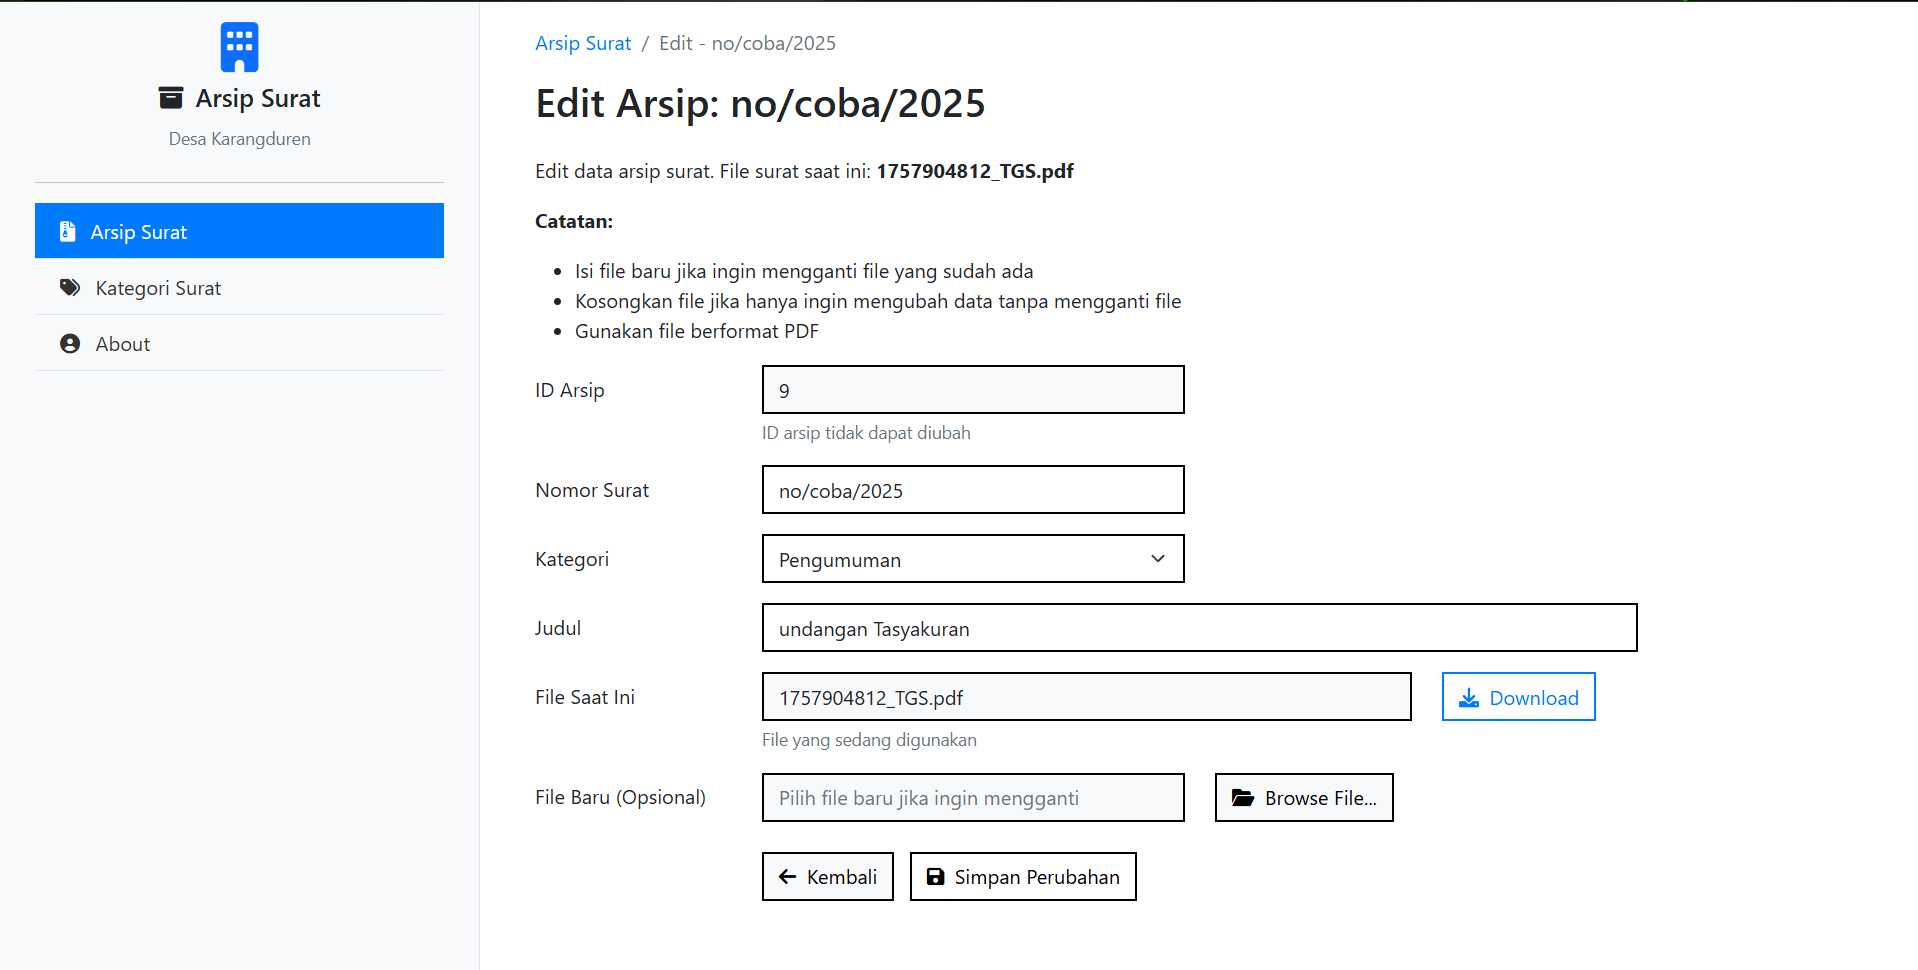 Arsip Surat
Desa Karangduren
Arsip Surat
Kategori Surat
About
Arsip Surat / Edit - no/coba/2025
Edit Arsip: no/coba/2025
Edit data arsip surat. File surat saat ini: 1757904812_TGS.pdf
Catatan:
• Isi file baru jika ingin mengganti file yang sudah ada
• Kosongkan file jika hanya ingin mengubah data tanpa mengganti file
• Gunakan file berformat PDF
ID Arsip 9
ID arsip tidak dapat diubah
Nomor Surat no/coba/2025
Kategori Pengumuman
Judul undangan Tasyakuran
File Saat Ini 1757904812_TGS.pdf Download
File yang sedang digunakan
File Baru (Opsional) Pilih file baru jika ingin mengganti Browse File...
Kembali Simpan Perubahan